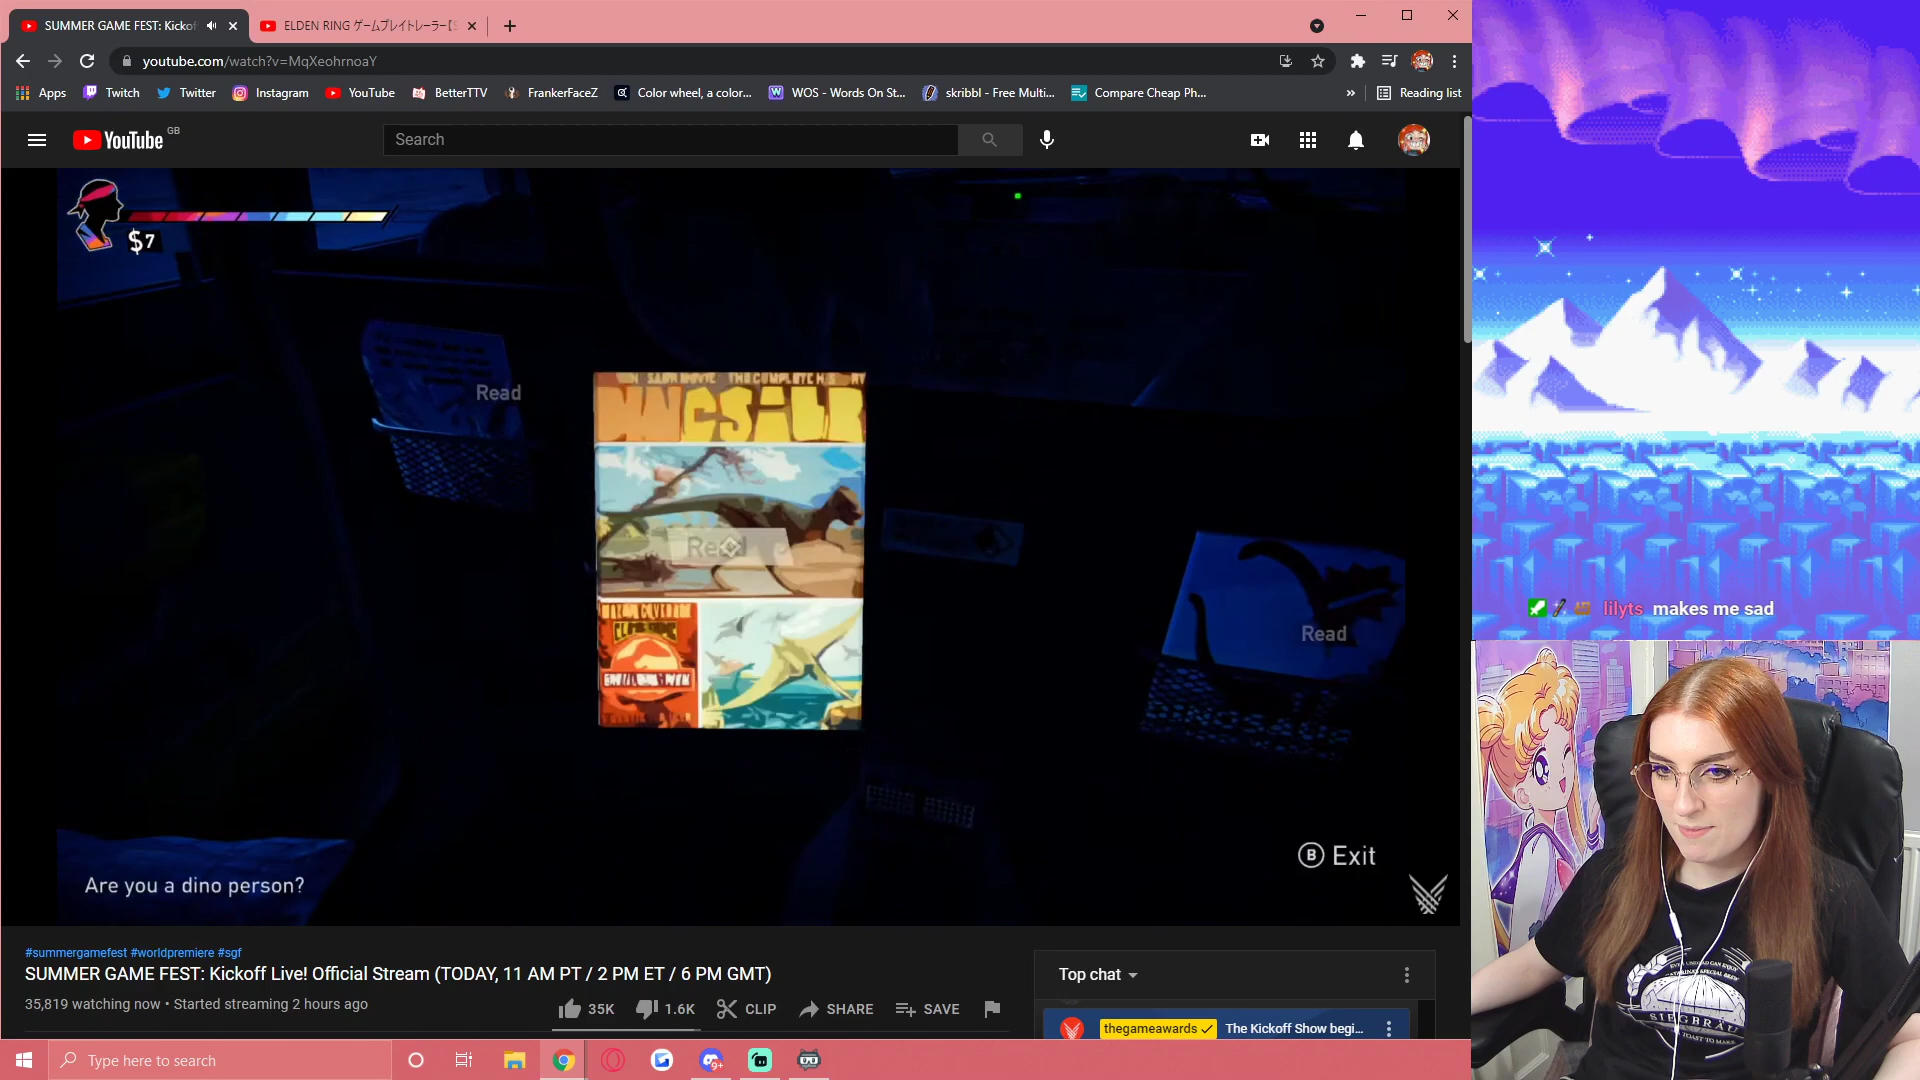 SUMMER GAME FEST: Kickof
ELDEN RING ゲームプレイトレーラー【S
youtube.com/watch?v=MqXeohrnoaY
Apps
Twitch
Twitter
Instagram
YouTube
BetterTTV
FrankerFaceZ
Color wheel, a color...
WOS - Words On St...
skribbl - Free Multi...
Compare Cheap Ph...
»
Reading list
YouTube GB
Search
$7
Read
Read
Read
lilyts makes me sad
Are you a dino person?
B Exit
#summergamefest #worldpremiere #sgf
SUMMER GAME FEST: Kickoff Live! Official Stream (TODAY, 11 AM PT / 2 PM ET / 6 PM GMT)
35,819 watching now • Started streaming 2 hours ago
35K
1.6K
CLIP
SHARE
SAVE
Top chat
thegameawards The Kickoff Show begi...
SIEGBRÄU
Type here to search
9+